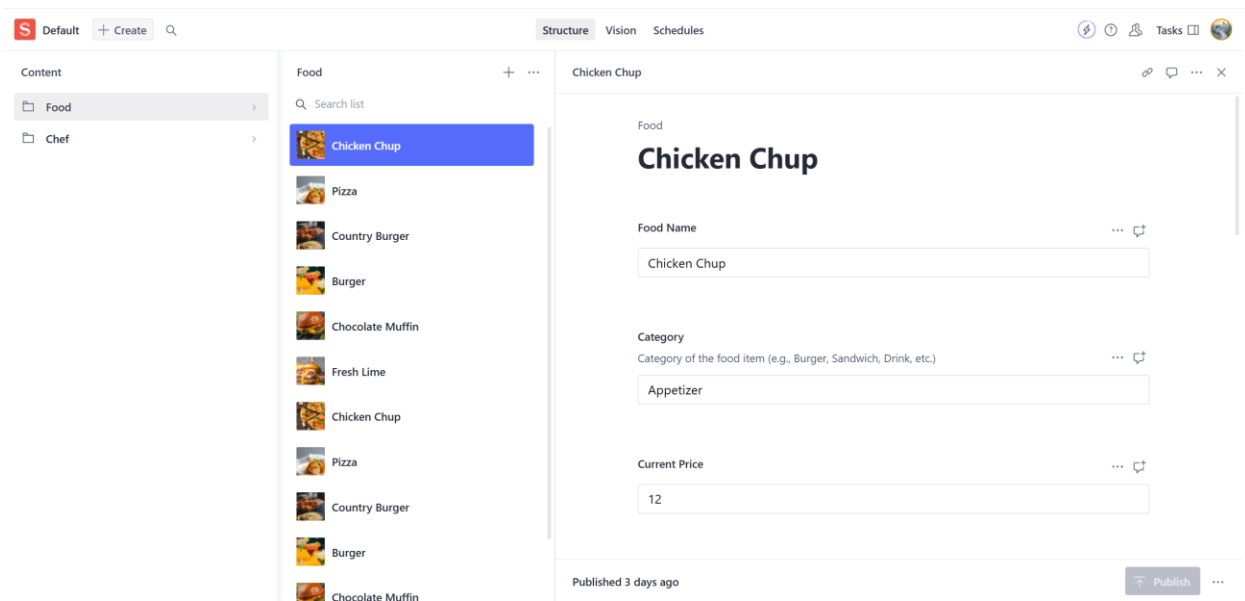 S Default + Create Structure Vision Schedules Tasks
Content
Food
Chef
Food
Search list
Chicken Chup
Pizza
Country Burger
Burger
Chocolate Muffin
Fresh Lime
Chicken Chup
Pizza
Country Burger
Burger
Chocolate Muffin
Chicken Chup
Food
Chicken Chup
Food Name
Chicken Chup
Category
Category of the food item (e.g., Burger, Sandwich, Drink, etc.)
Appetizer
Current Price
12
Published 3 days ago
Publish